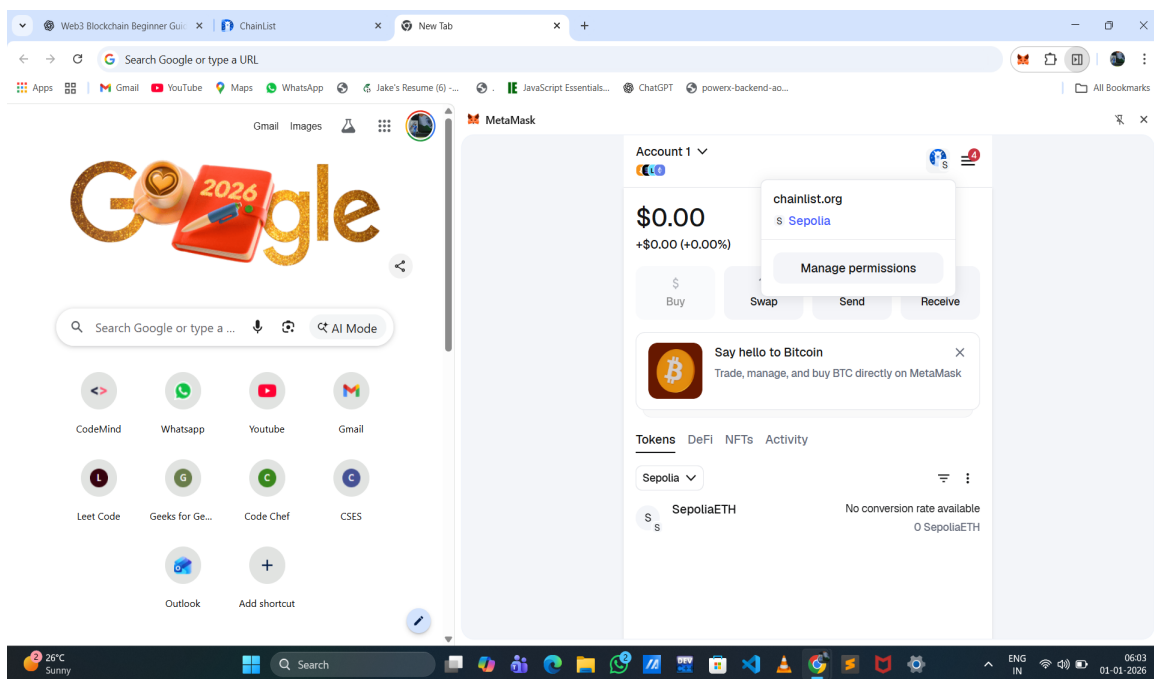 Web3 Blockchain Beginner Gui
ChainList
New Tab
Search Google or type a URL
Apps
Gmail
YouTube
Maps
WhatsApp
Jake's Resume (6) -...
.
JavaScript Essentials...
ChatGPT
powerx-backend-ao...
All Bookmarks
Gmail Images
2026
Search Google or type a ...
AI Mode
CodeMind
Whatsapp
Youtube
Gmail
L
G
C
C
Leet Code
Geeks for Ge...
Code Chef
CSES
Outlook
Add shortcut
MetaMask
Account 1
S
4
chainlist.org
S Sepolia
Manage permissions
$0.00
+$0.00 (+0.00%)
$
Buy
Swap
Send
Receive
Say hello to Bitcoin
Trade, manage, and buy BTC directly on MetaMask
Tokens DeFi NFTs Activity
Sepolia
S
S
SepoliaETH
No conversion rate available
0 SepoliaETH
2
26°C
Sunny
Search
2
DEV
ENG
IN
06:03
01-01-2026